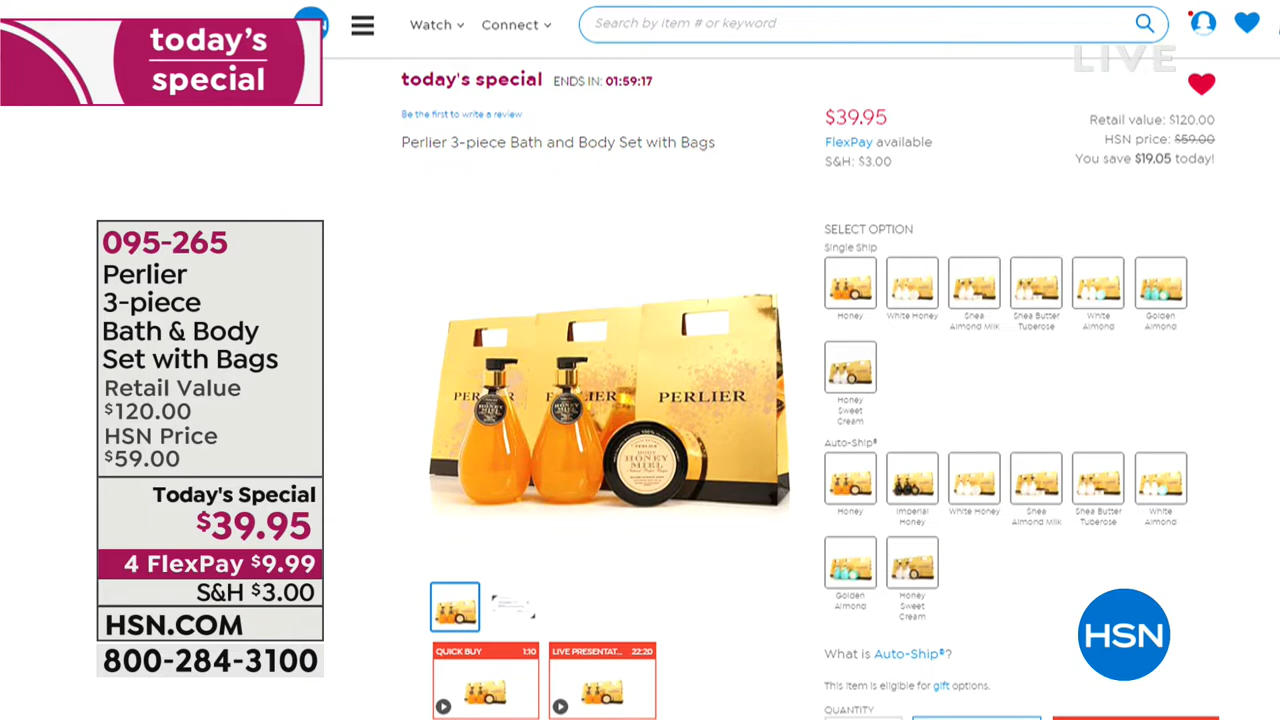 today's
special
Watch
Connect
Search by item # or keyword
LIVE
today's special ENDS IN: 01:59:17
Be the first to write a review
Perlier 3-piece Bath and Body Set with Bags
$39.95
FlexPay available
S&H: $3.00
Retail value: $120.00
HSN price: $59.00
You save $19.05 today!
095-265
Perlier
3-piece
Bath & Body
Set with Bags
Retail Value
$120.00
HSN Price
$59.00
Today's Special
$39.95
4 FlexPay $9.99
S&H $3.00
HSN.COM
800-284-3100
PERLIER
HONEY
MIEL
HONEY
MIEL
PERLIER
BODY
HONEY
MIEL
SELECT OPTION
Single Ship
Honey
White Honey
Shea
Almond Milk
Shea Butter
Tuberose
White
Almond
Golden
Almond
Honey
Sweet
Cream
Auto-Ship®
Honey
Imperial
Honey
White Honey
Shea
Almond Milk
Shea Butter
Tuberose
White
Almond
Golden
Almond
Honey
Sweet
Cream
QUICK BUY 1:10
LIVE PRESENTAT... 22:20
What is Auto-Ship®?
This item is eligible for gift options.
QUANTITY
HSN